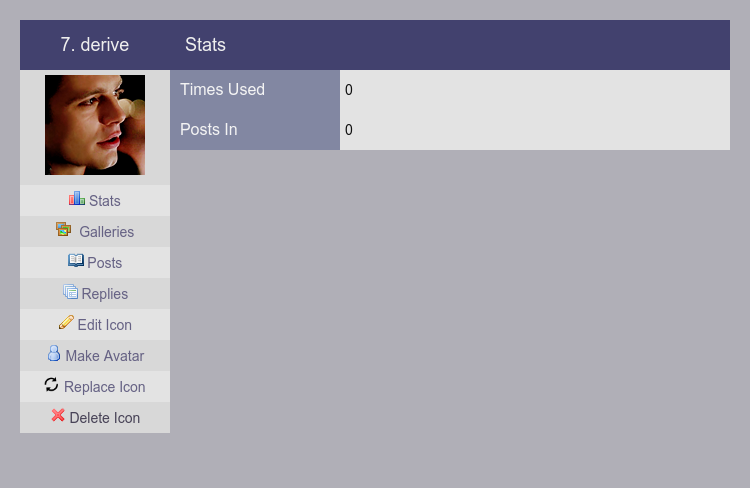 7. derive
Stats
Times Used
0
Posts In
0
Stats
Galleries
Posts
Replies
Edit Icon
Make Avatar
Replace Icon
Delete Icon